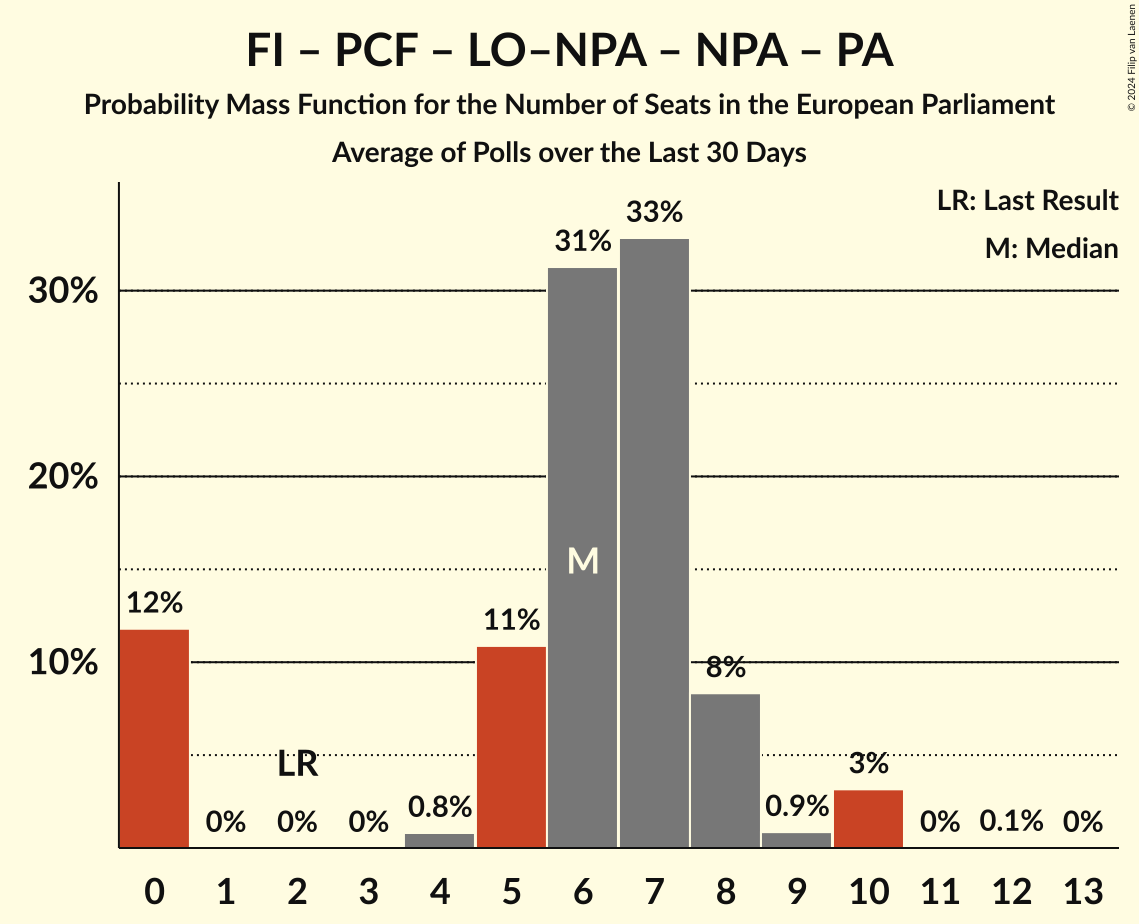 FI – PCF – LO–NPA – NPA – PA
Probability Mass Function for the Number of Seats in the European Parliament
Average of Polls over the Last 30 Days
© 2024 Filip van Laenen
LR: Last Result
M: Median
30%
20%
10%
12%
0%
LR
0%
0%
0.8%
11%
31%
M
33%
8%
0.9%
3%
0%
0.1%
0%
0 1 2 3 4 5 6 7 8 9 10 11 12 13